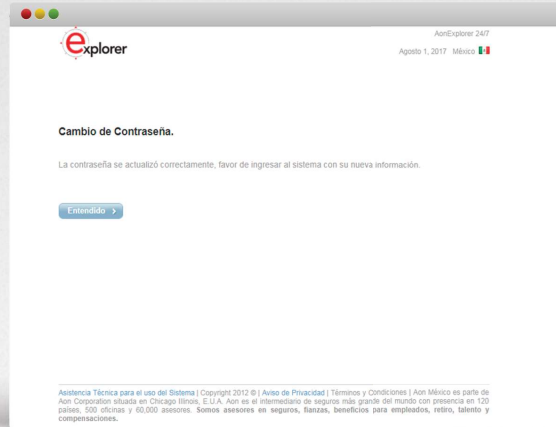 explorer
AonExplorer 24/7
Agosto 1, 2017 México
Cambio de Contraseña.
La contraseña se actualizó correctamente, favor de ingresar al sistema con su nueva información.
Entendido >
Asistencia Técnica para el uso del Sistema | Copyright 2012 © | Aviso de Privacidad | Términos y Condiciones | Aon México es parte de
Aon Corporation situada en Chicago Illinois, E.U.A. Aon es el intermediario de seguros más grande del mundo con presencia en 120
países, 500 oficinas y 60,000 asesores. Somos asesores en seguros, fianzas, beneficios para empleados, retiro, talento y
compensaciones.